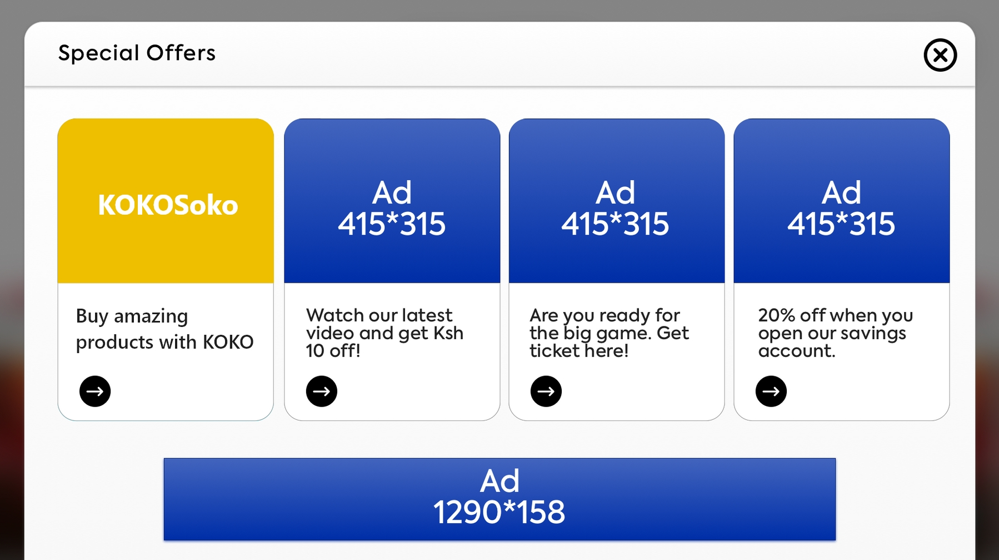 Special Offers
KOKOSoko
Buy amazing
products with KOKO
Ad
415*315
Watch our latest
video and get Ksh
10 off!
Ad
415*315
Are you ready for
the big game. Get
ticket here!
Ad
415*315
20% off when you
open our savings
account.
Ad
1290*158